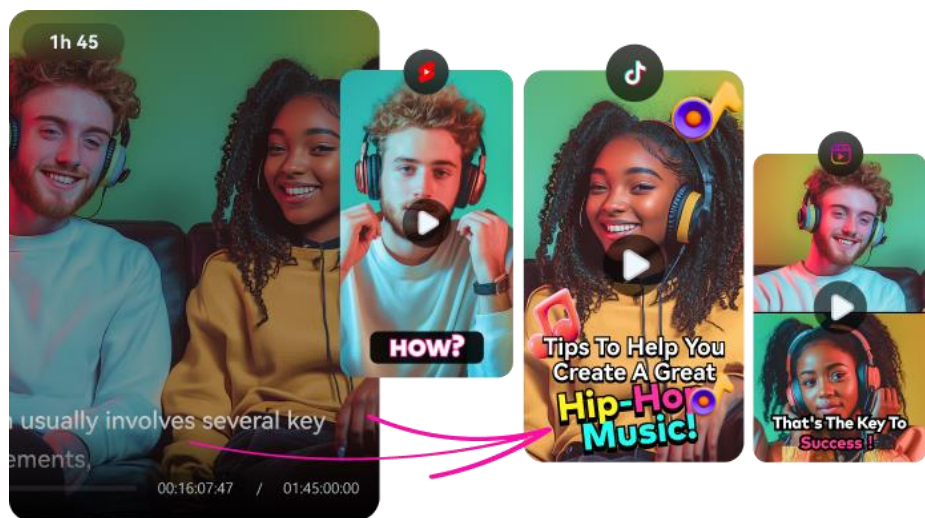 1h 45
usually involves several key
ements,
00:16:07:47 / 01:45:00:00
HOW?
Tips To Help You
Create A Great
Hip-Hop
Music!
That's The Key To
Success !